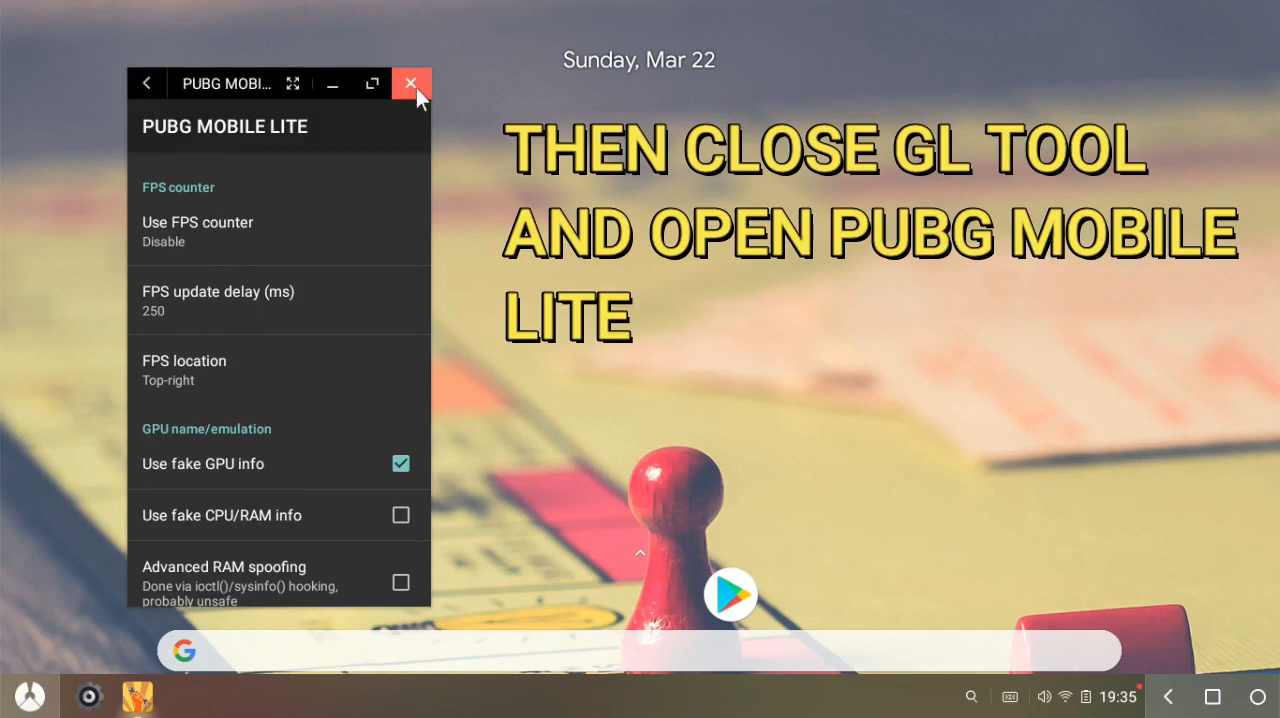 Sunday, Mar 22
PUBG MOBI...
PUBG MOBILE LITE
FPS counter
Use FPS counter
Disable
FPS update delay (ms)
250
FPS location
Top-right
GPU name/emulation
Use fake GPU info
Use fake CPU/RAM info
Advanced RAM spoofing
Done via ioctl()/sysinfo() hooking,
probably unsafe
THEN CLOSE GL TOOL
AND OPEN PUBG MOBILE
LITE
19:35